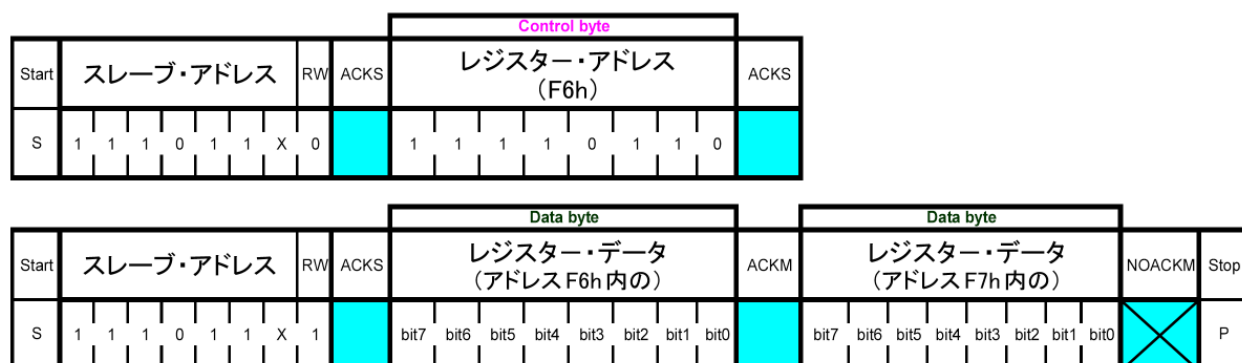 Control byte
Start スレーブ・アドレス RW ACKS レジスター・アドレス ACKS
(F6h)
S 1 1 1 0 1 1 X 0 1 1 1 1 0 1 1 0
Data byte Data byte
Start スレーブ・アドレス RW ACKS レジスター・データ ACKM レジスター・データ NOACKM Stop
(アドレスF6h内の) (アドレスF7h内の)
S 1 1 1 0 1 1 X 1 bit7 bit6 bit5 bit4 bit3 bit2 bit1 bit0 bit7 bit6 bit5 bit4 bit3 bit2 bit1 bit0 P